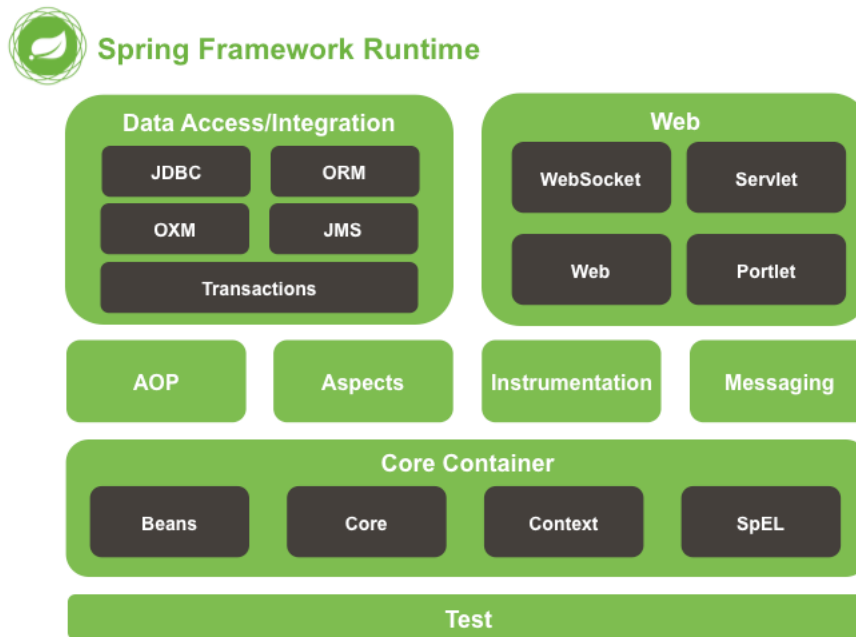 Spring Framework Runtime
Data Access/Integration
JDBC ORM
OXM JMS
Transactions
Web
WebSocket Servlet
Web Portlet
AOP Aspects Instrumentation Messaging
Core Container
Beans Core Context SpEL
Test